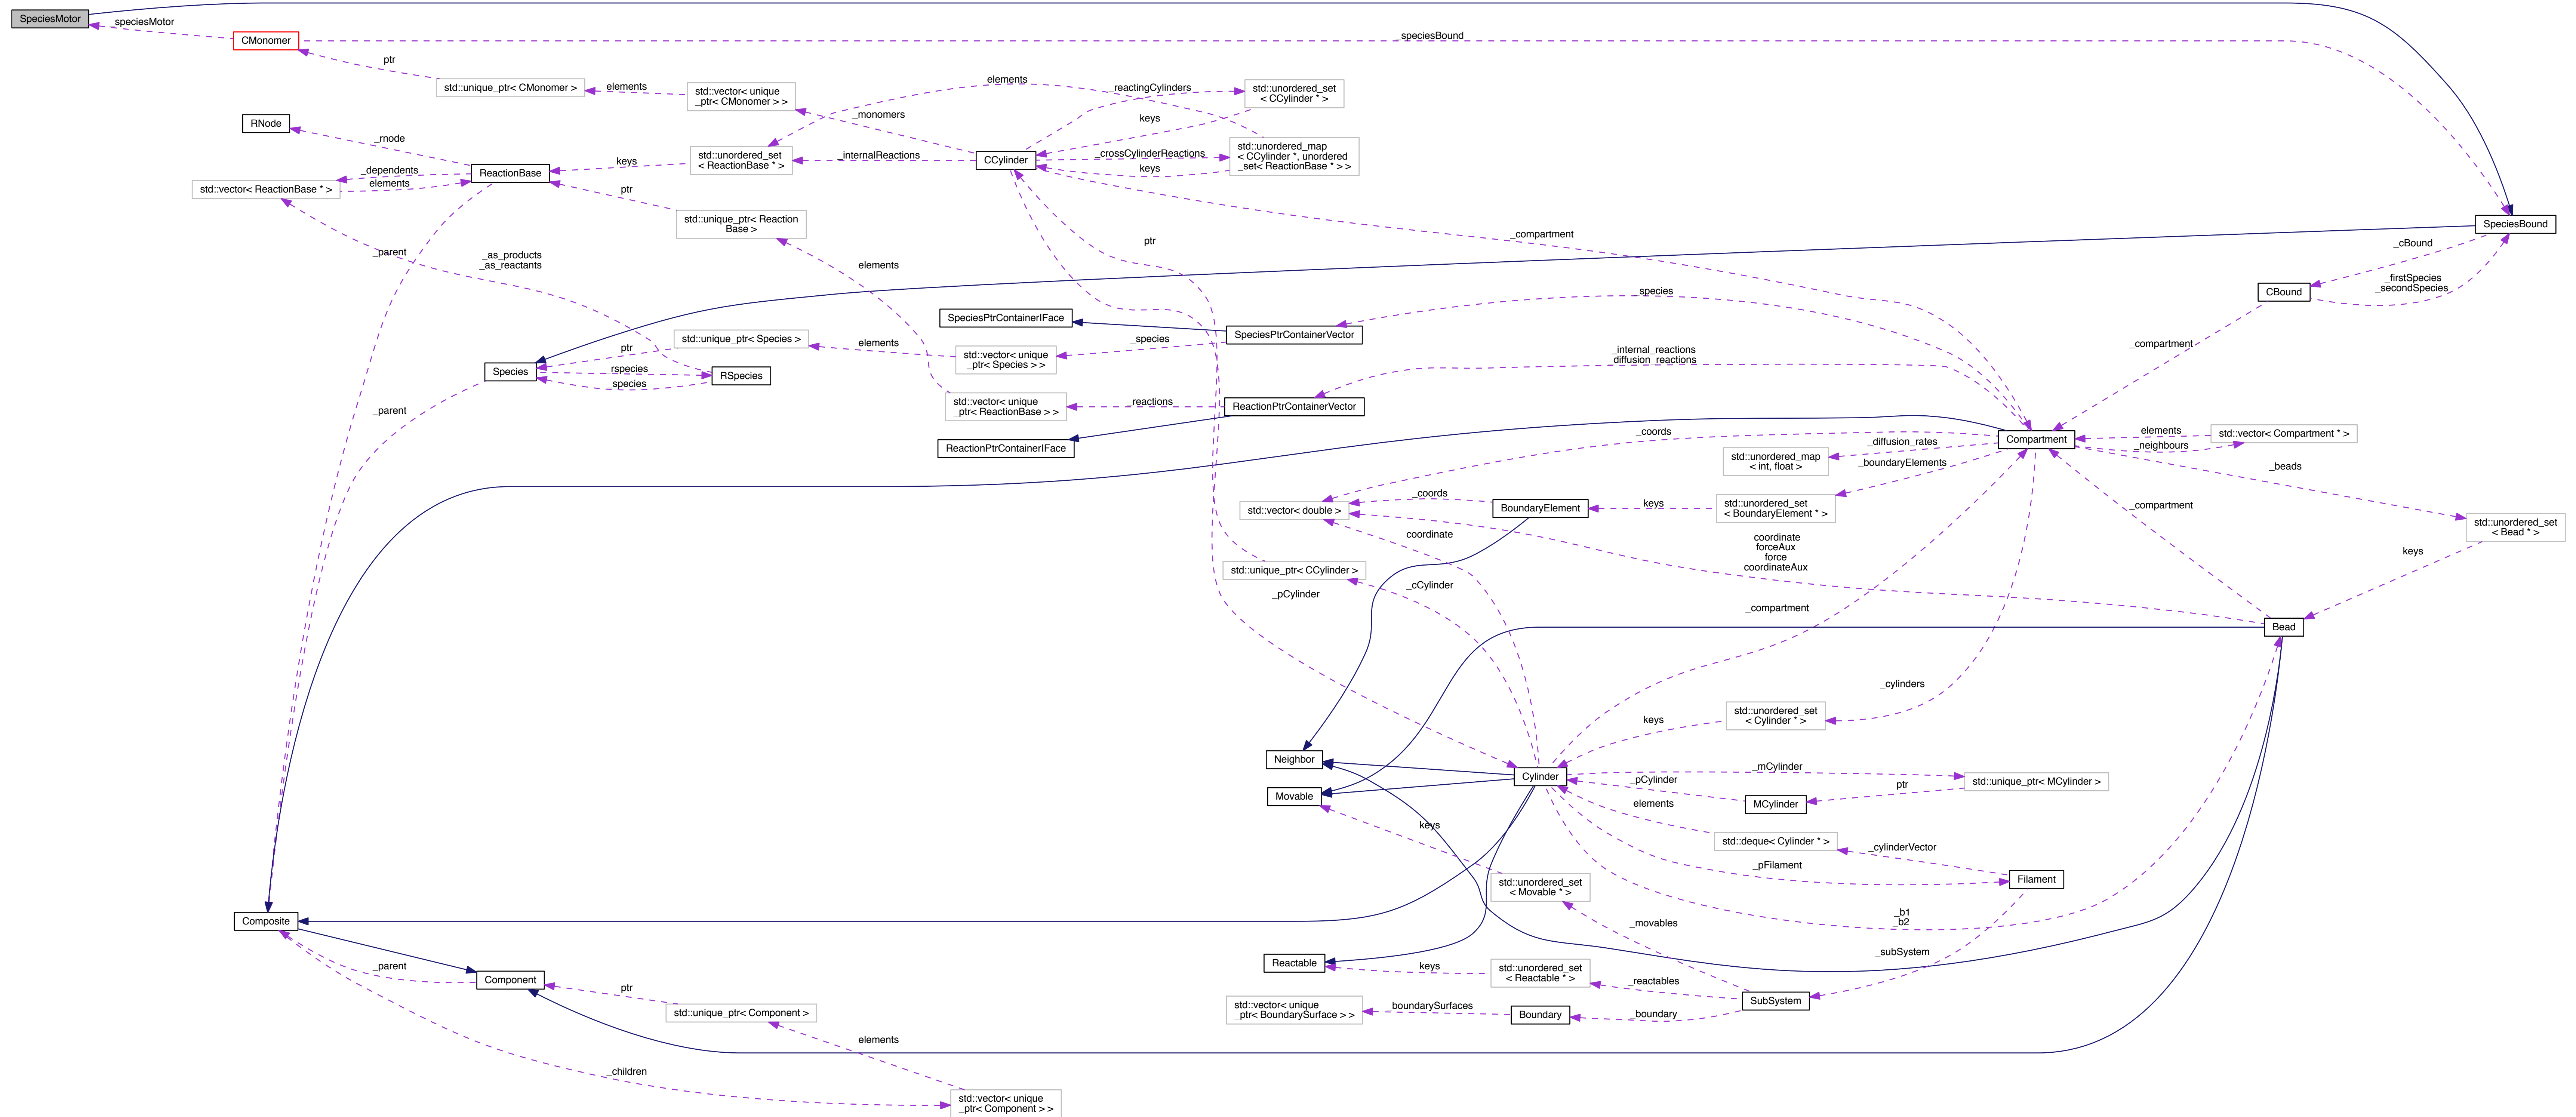 SpeciesMotor
_speciesMotor
CMonomer
_speciesBound
ptr
std::unique_ptr< CMonomer >
elements
std::vector< unique
_ptr< CMonomer > >
elements
_reactingCylinders
std::unordered_set
< CCylinder * >
_monomers
keys
RNode
_rnode
_dependents
elements
std::vector< ReactionBase * >
ReactionBase
keys
std::unordered_set
< ReactionBase * >
_internalReactions
CCylinder
_crossCylinderReactions
keys
std::unordered_map
< CCylinder *, unordered
_set< ReactionBase * > >
ptr
std::unique_ptr< Reaction
Base >
_parent
_as_products
_as_reactants
elements
ptr
_compartment
SpeciesBound
_cBound
_firstSpecies
_secondSpecies
CBound
_species
SpeciesPtrContainerIFace
SpeciesPtrContainerVector
_species
std::vector< unique
_ptr< Species > >
elements
std::unique_ptr< Species >
ptr
Species
_rspecies
_species
RSpecies
_internal_reactions
_diffusion_reactions
_compartment
_parent
std::vector< unique
_ptr< ReactionBase > >
_reactions
ReactionPtrContainerVector
ReactionPtrContainerIFace
_coords
Compartment
elements
_neighbours
std::vector< Compartment * >
_diffusion_rates
std::unordered_map
< int, float >
_boundaryElements
_beads
_coords
std::vector< double >
BoundaryElement
keys
std::unordered_set
< BoundaryElement * >
_compartment
std::unordered_set
< Bead * >
coordinate
coordinate
forceAux
force
coordinateAux
keys
std::unique_ptr< CCylinder >
_cCylinder
_pCylinder
_compartment
Bead
_cylinders
std::unordered_set
< Cylinder * >
keys
Neighbor
Cylinder
_mCylinder
std::unique_ptr< MCylinder >
_pCylinder
ptr
Movable
MCylinder
elements
keys
std::deque< Cylinder * >
_cylinderVector
_pFilament
Filament
std::unordered_set
< Movable * >
Composite
_b1
_b2
_movables
_subSystem
Reactable
keys
std::unordered_set
< Reactable * >
_reactables
_parent
Component
ptr
std::unique_ptr< Component >
std::vector< unique
_ptr< BoundarySurface > >
_boundarySurfaces
Boundary
_boundary
SubSystem
elements
_children
std::vector< unique
_ptr< Component > >